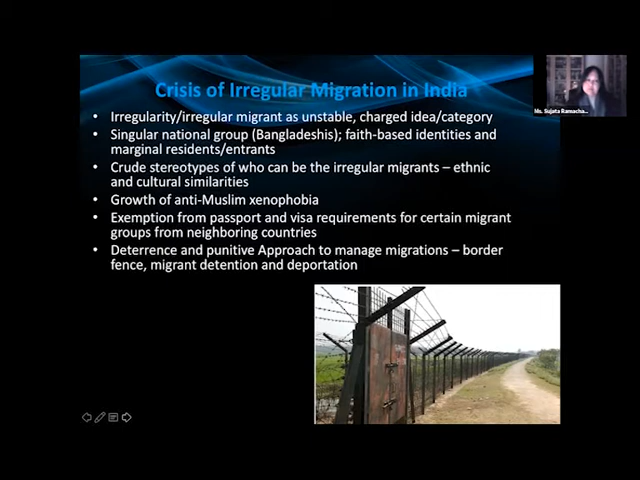 Crisis of Irregular Migration in India
• Irregularity/irregular migrant as unstable, charged idea/category
• Singular national group (Bangladeshis); faith-based identities and
marginal residents/entrants
• Crude stereotypes of who can be the irregular migrants – ethnic
and cultural similarities
• Growth of anti-Muslim xenophobia
• Exemption from passport and visa requirements for certain migrant
groups from neighboring countries
• Deterrence and punitive Approach to manage migrations – border
fence, migrant detention and deportation
Ms. Sujata Ramacha...